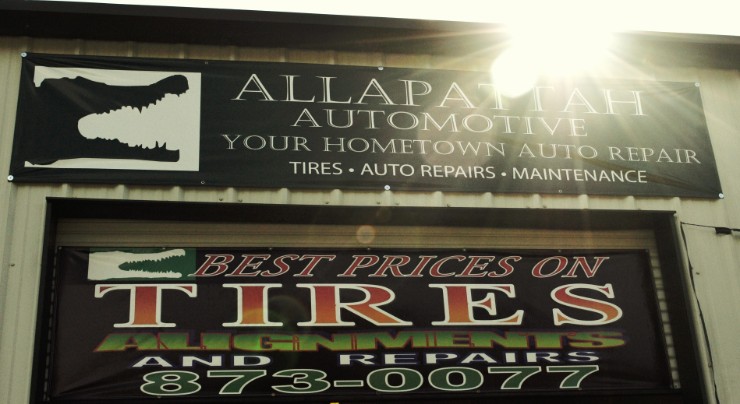 ALLAPATTAH
AUTOMOTIVE
YOUR HOMETOWN AUTO REPAIR
TIRES • AUTO REPAIRS • MAINTENANCE
BEST PRICES ON
TIRES
ALIGNMENTS
AND REPAIRS
873-0077